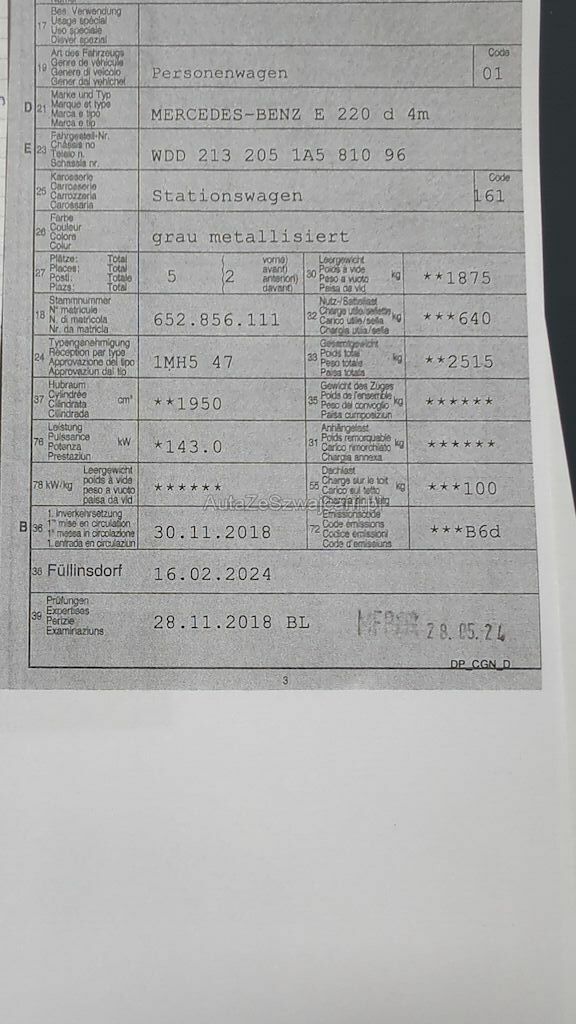 17 Bes. Verwendung
Usage spécial
Uso speciale
Diever spezial
Code
19 Art des Fahrzeugs
Genre de véhicule
Genere di veicolo
Gener dal vehichel
Personenwagen 01
D 21 Marke und Typ
Marque et type
Marca e tipo
Marca e tip
MERCEDES-BENZ E 220 d 4m
E 23 Fahrgestell-Nr.
Châssis no
Telaio n.
Schassis nr.
WDD 213 205 1A5 810 96
25 Karosserie
Carrosserie
Carrozzeria
Carossaria
Stationswagen
Code
161
26 Farbe
Couleur
Colore
Colur
grau metallisiert
27 Plätze: Total
Places: Total
Posti: Totale
Plazs: Total
5
2
vorne)
avant)
anteriori)
davant)
30 Leergewicht
Poids à vide
Peso a vuoto
Paisa da vid
kg
**1875
18 Stammnummer
N° matricule
N. di matricola
Nr. da matricla
652.856.111
32 Nutz-/Sattellast
Charge utile/sellette
Carico utile/sella
Chargia utila/sella
kg
***640
24 Typengenehmigung
Réception par type
Approvazione del tipo
Approvaziun dal tip
1MH5 47
33 Gesamtgewicht
Poids total
Peso totale
Paisa totala
kg
**2515
37 Hubraum
Cylindrée
Cilindrata
Cilindrada
cm³
**1950
35 Gewicht des Zuges
Poids de l'ensemble
Peso del convoglio
Paisa cumposiziun
kg
******
76 Leistung
Puissance
Potenza
Prestaziun
kW
*143.0
31 Anhängelast
Poids remorquable
Carico rimorchiato
Chargia annexa
kg
******
78 kW/kg
Leergewicht
poids à vide
peso a vuoto
paisa da vid
******
55 Dachlast
Charge sur le toit
Carico sul tetto
kg
***100
AutaZeSzwajcarii
B 36 1. Inverkehrsetzung
1re mise en circulation
1a messa in circolazione
1. entrada en circulaziun
30.11.2018
72 Emissionscode
Code émissions
Codice emissioni
Code d'emissiuns
***B6d
38 Füllinsdorf 16.02.2024
39 Prüfungen
Expertises
Perizie
Examinaziuns
28.11.2018 BL
28.05.24
DP_CGN_D
3